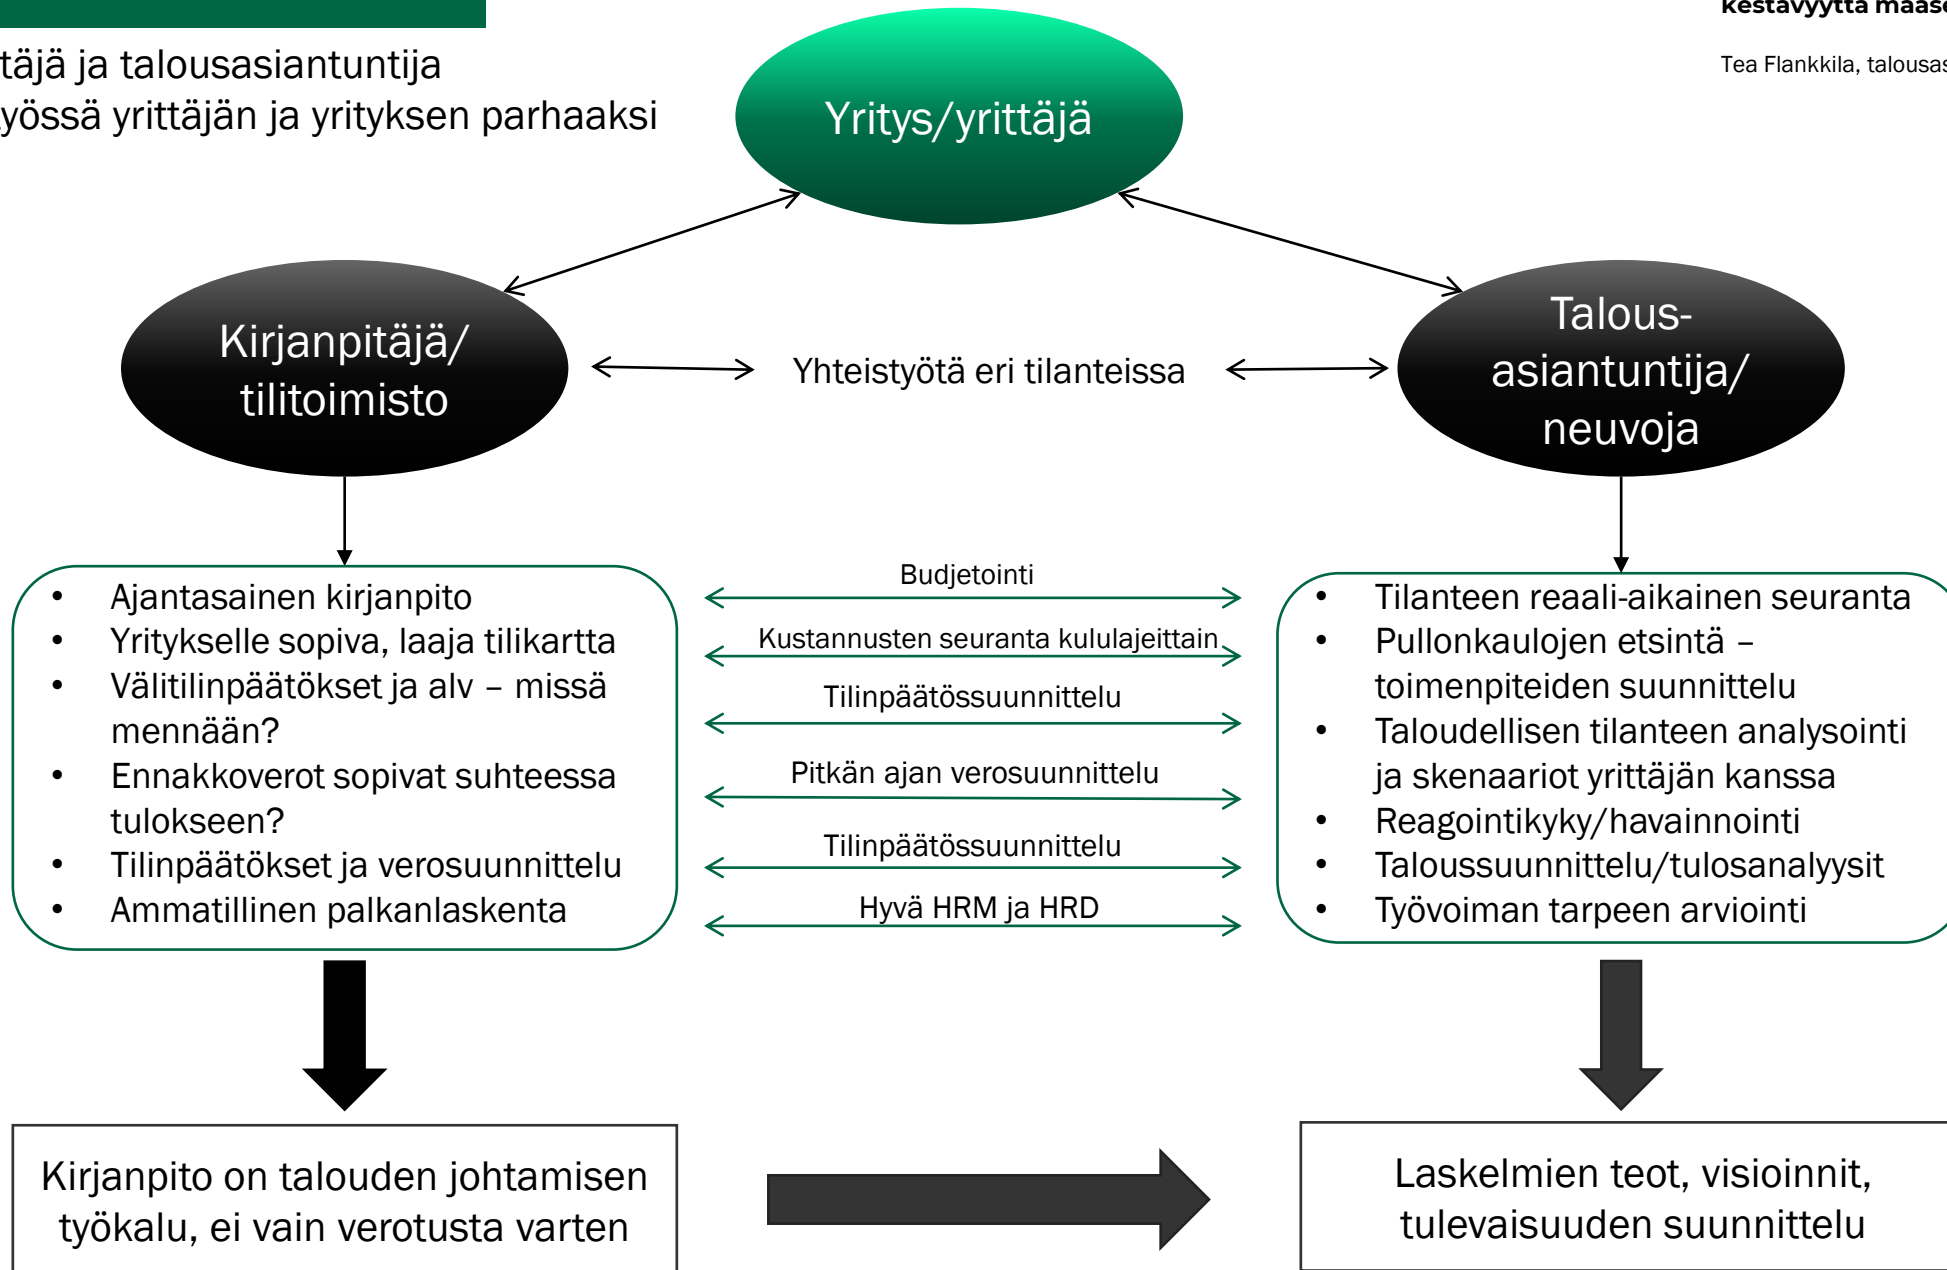 täjä ja talousasiantuntija
yössä yrittäjän ja yrityksen parhaaksi
kestävyyttä maase
Tea Flankkila, talousas
Yritys/yrittäjä
Kirjanpitäjä/
tilitoimisto
Yhteistyötä eri tilanteissa
Talous-
asiantuntija/
neuvoja
• Ajantasainen kirjanpito
• Yritykselle sopiva, laaja tilikartta
• Välitilinpäätökset ja alv – missä
mennään?
• Ennakkoverot sopivat suhteessa
tulokseen?
• Tilinpäätökset ja verosuunnittelu
• Ammatillinen palkanlaskenta
Budjetointi
Kustannusten seuranta kululajeittain
Tilinpäätössuunnittelu
Pitkän ajan verosuunnittelu
Tilinpäätössuunnittelu
Hyvä HRM ja HRD
• Tilanteen reaali-aikainen seuranta
• Pullonkaulojen etsintä –
toimenpiteiden suunnittelu
• Taloudellisen tilanteen analysointi
ja skenaariot yrittäjän kanssa
• Reagointikyky/havainnointi
• Taloussuunnittelu/tulosanalyysit
• Työvoiman tarpeen arviointi
Kirjanpito on talouden johtamisen
työkalu, ei vain verotusta varten
Laskelmien teot, visioinnit,
tulevaisuuden suunnittelu